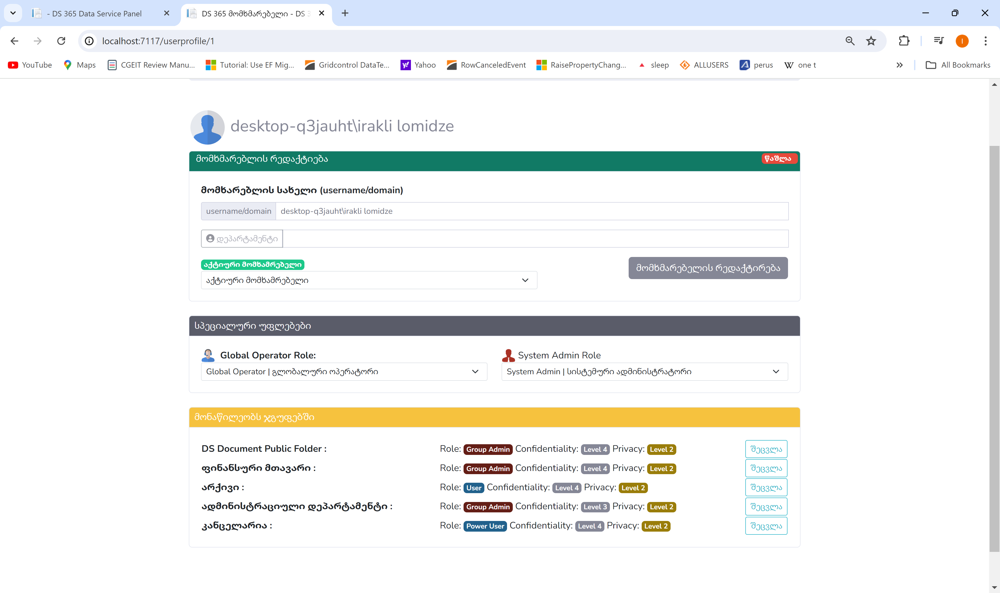 - DS 365 Data Service Panel
DS 365 მომხმარებელი - DS 3
localhost:7117/userprofile/1
YouTube Maps CGEIT Review Manu... Tutorial: Use EF Mig... Gridcontrol DataTe... Yahoo RowCanceledEvent RaisePropertyChang... sleep ALLUSERS perus one t All Bookmarks
desktop-q3jauht\irakli lomidze
მომხმარებლის რედაქტიება წაშლა
მომხარებლის სახელი (username/domain)
username/domain desktop-q3jauht\irakli lomidze
დეპარტამენტი
აქტიური მომხამრებელი
მომხმარებელის რედაქტირება
აქტიური მომხამრებელი
სპეციალური უფლებები
Global Operator Role: System Admin Role
Global Operator | გლობალური ოპერატორი System Admin | სისტემური ადმინისტრატორი
მონაწილეობს ჯგუფებში
DS Document Public Folder : Role: Group Admin Confidentiality: Level 4 Privacy: Level 2 შეცვლა
ფინანსური მთავარი : Role: Group Admin Confidentiality: Level 4 Privacy: Level 2 შეცვლა
არქივი : Role: User Confidentiality: Level 4 Privacy: Level 2 შეცვლა
ადმინისტრაციული დეპარტამენტი : Role: Group Admin Confidentiality: Level 3 Privacy: Level 2 შეცვლა
კანცელარია : Role: Power User Confidentiality: Level 4 Privacy: Level 2 შეცვლა